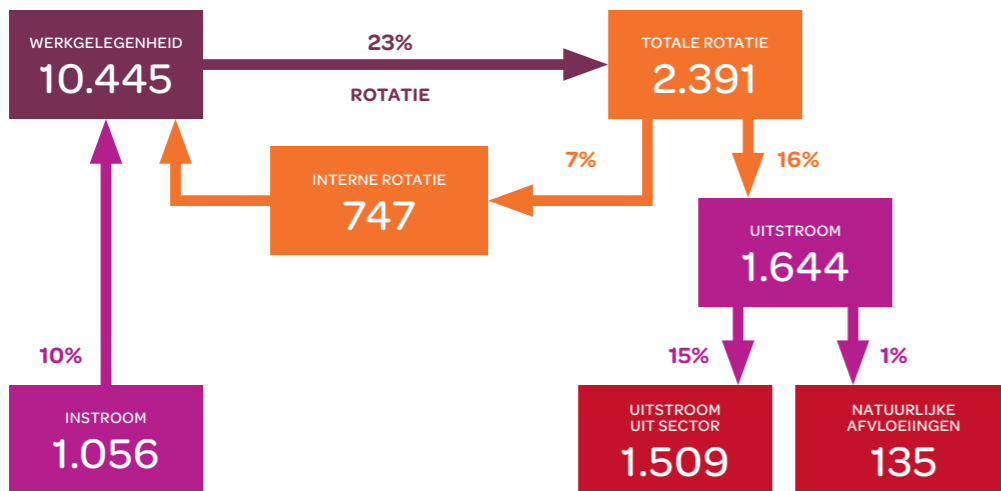 WERKGELEGENHEID
10.445
23%
ROTATIE
TOTALE ROTATIE
2.391
7%
16%
INTERNE ROTATIE
747
UITSTROOM
1.644
10%
15%
1%
INSTROOM
1.056
UITSTROOM
UIT SECTOR
1.509
NATUURLIJKE
AFVLOEIINGEN
135